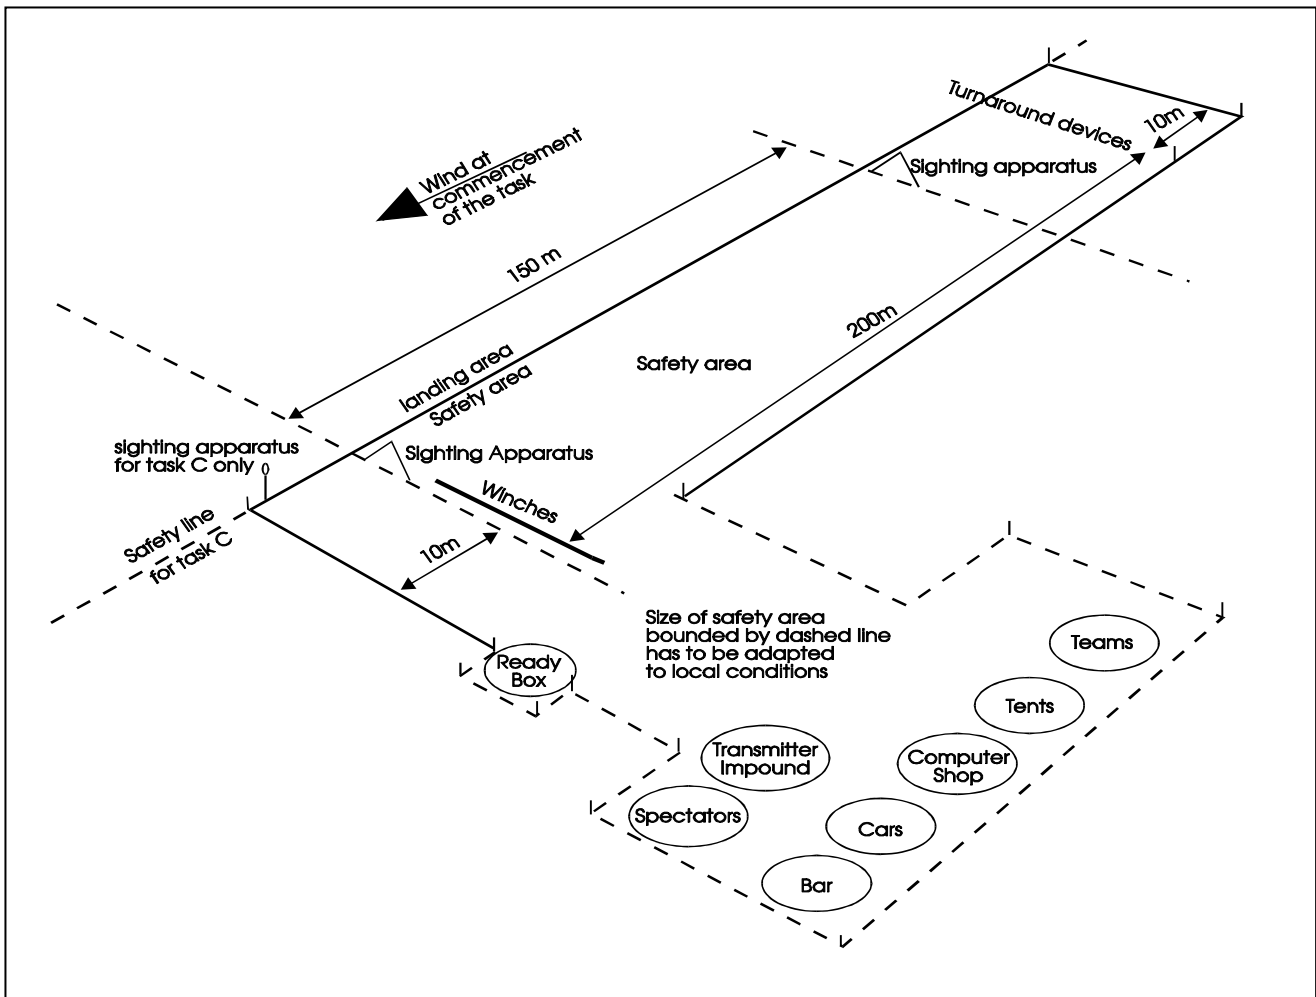 Turnaround devices
10m
Wind at
commencement
of the task
Sighting apparatus
150 m
200m
landing area
Safety area
Safety area
sighting apparatus
for task C only
Sighting Apparatus
Winches
Safety line
for task C
10m
Size of safety area
bounded by dashed line
has to be adapted
to local conditions
Ready
Box
Teams
Tents
Transmitter
Impound
Computer
Shop
Spectators
Cars
Bar